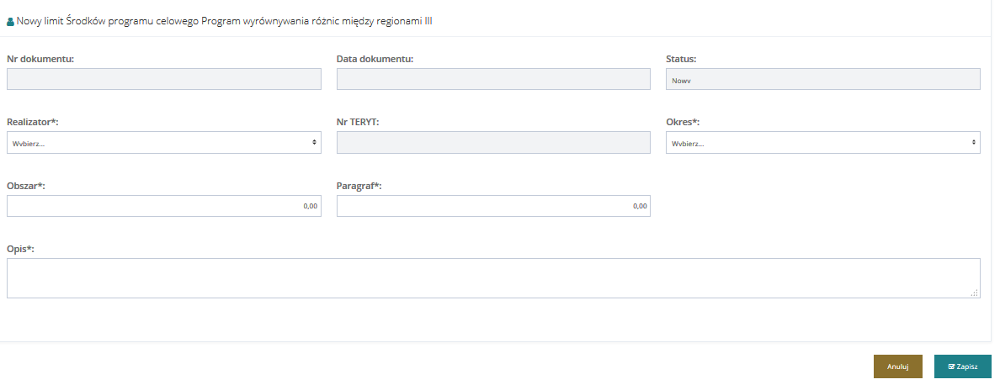 Nowy limit Środków programu celowego Program wyrównywania różnic między regionami III
Nr dokumentu: Data dokumentu: Status:
Nowy
Realizator*: Nr TERYT: Okres*:
Wybierz... Wybierz...
Obszar*: Paragraf*:
0,00 0,00
Opis*:
Anuluj Zapisz